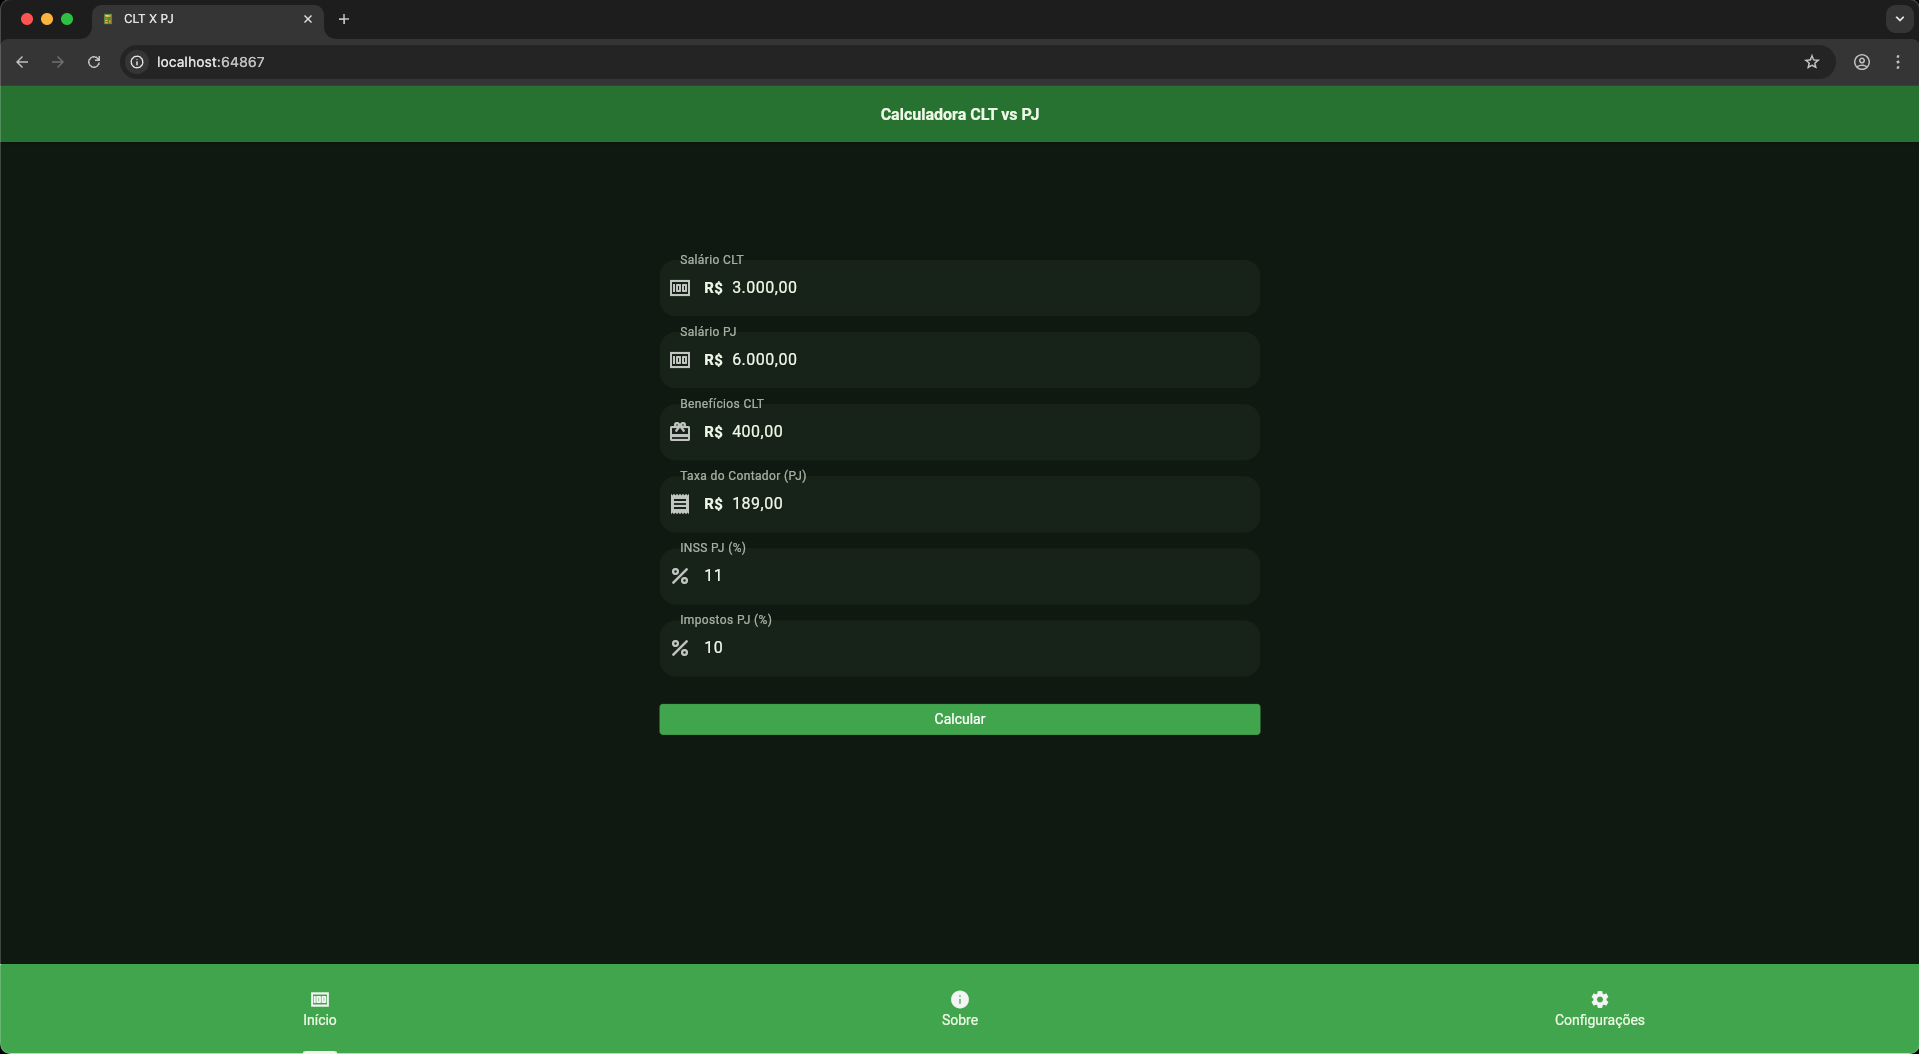 CLT X PJ
localhost:64867
Calculadora CLT vs PJ
Salário CLT
R$ 3.000,00
Salário PJ
R$ 6.000,00
Benefícios CLT
R$ 400,00
Taxa do Contador (PJ)
R$ 189,00
INSS PJ (%)
11
Impostos PJ (%)
10
Calcular
Início
Sobre
Configurações